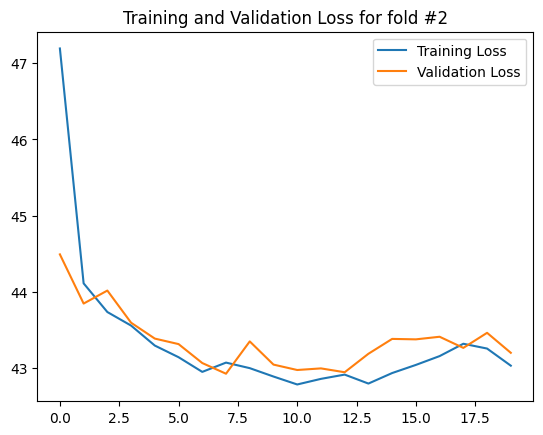 Training and Validation Loss for fold #2
Training Loss
Validation Loss
47
46
45
44
43
0.0 2.5 5.0 7.5 10.0 12.5 15.0 17.5